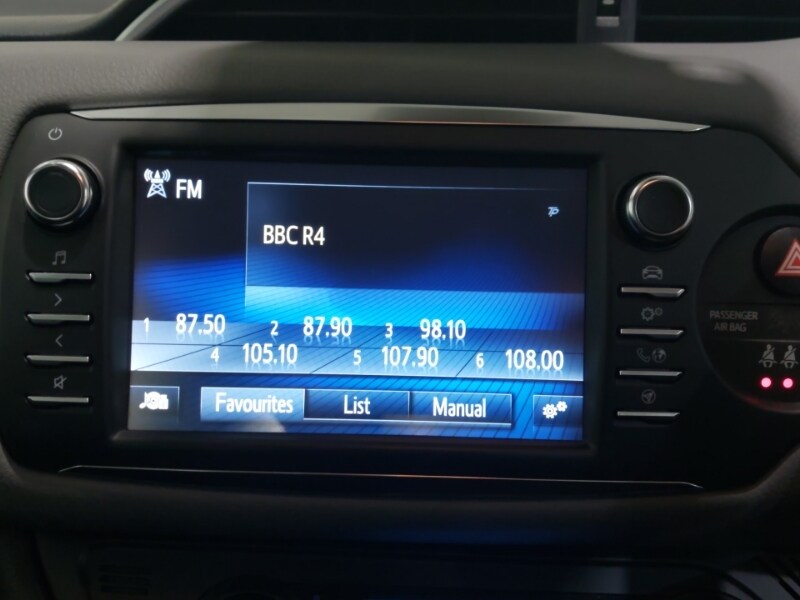 FM
TP
BBC R4
1 87.50 2 87.90 3 98.10
4 105.10 5 107.90 6 108.00
Favourites List Manual
PASSENGER
AIR BAG